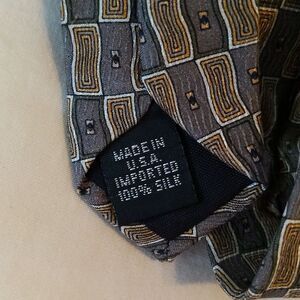 MADE IN
U.S.A.
IMPORTED
100% SILK